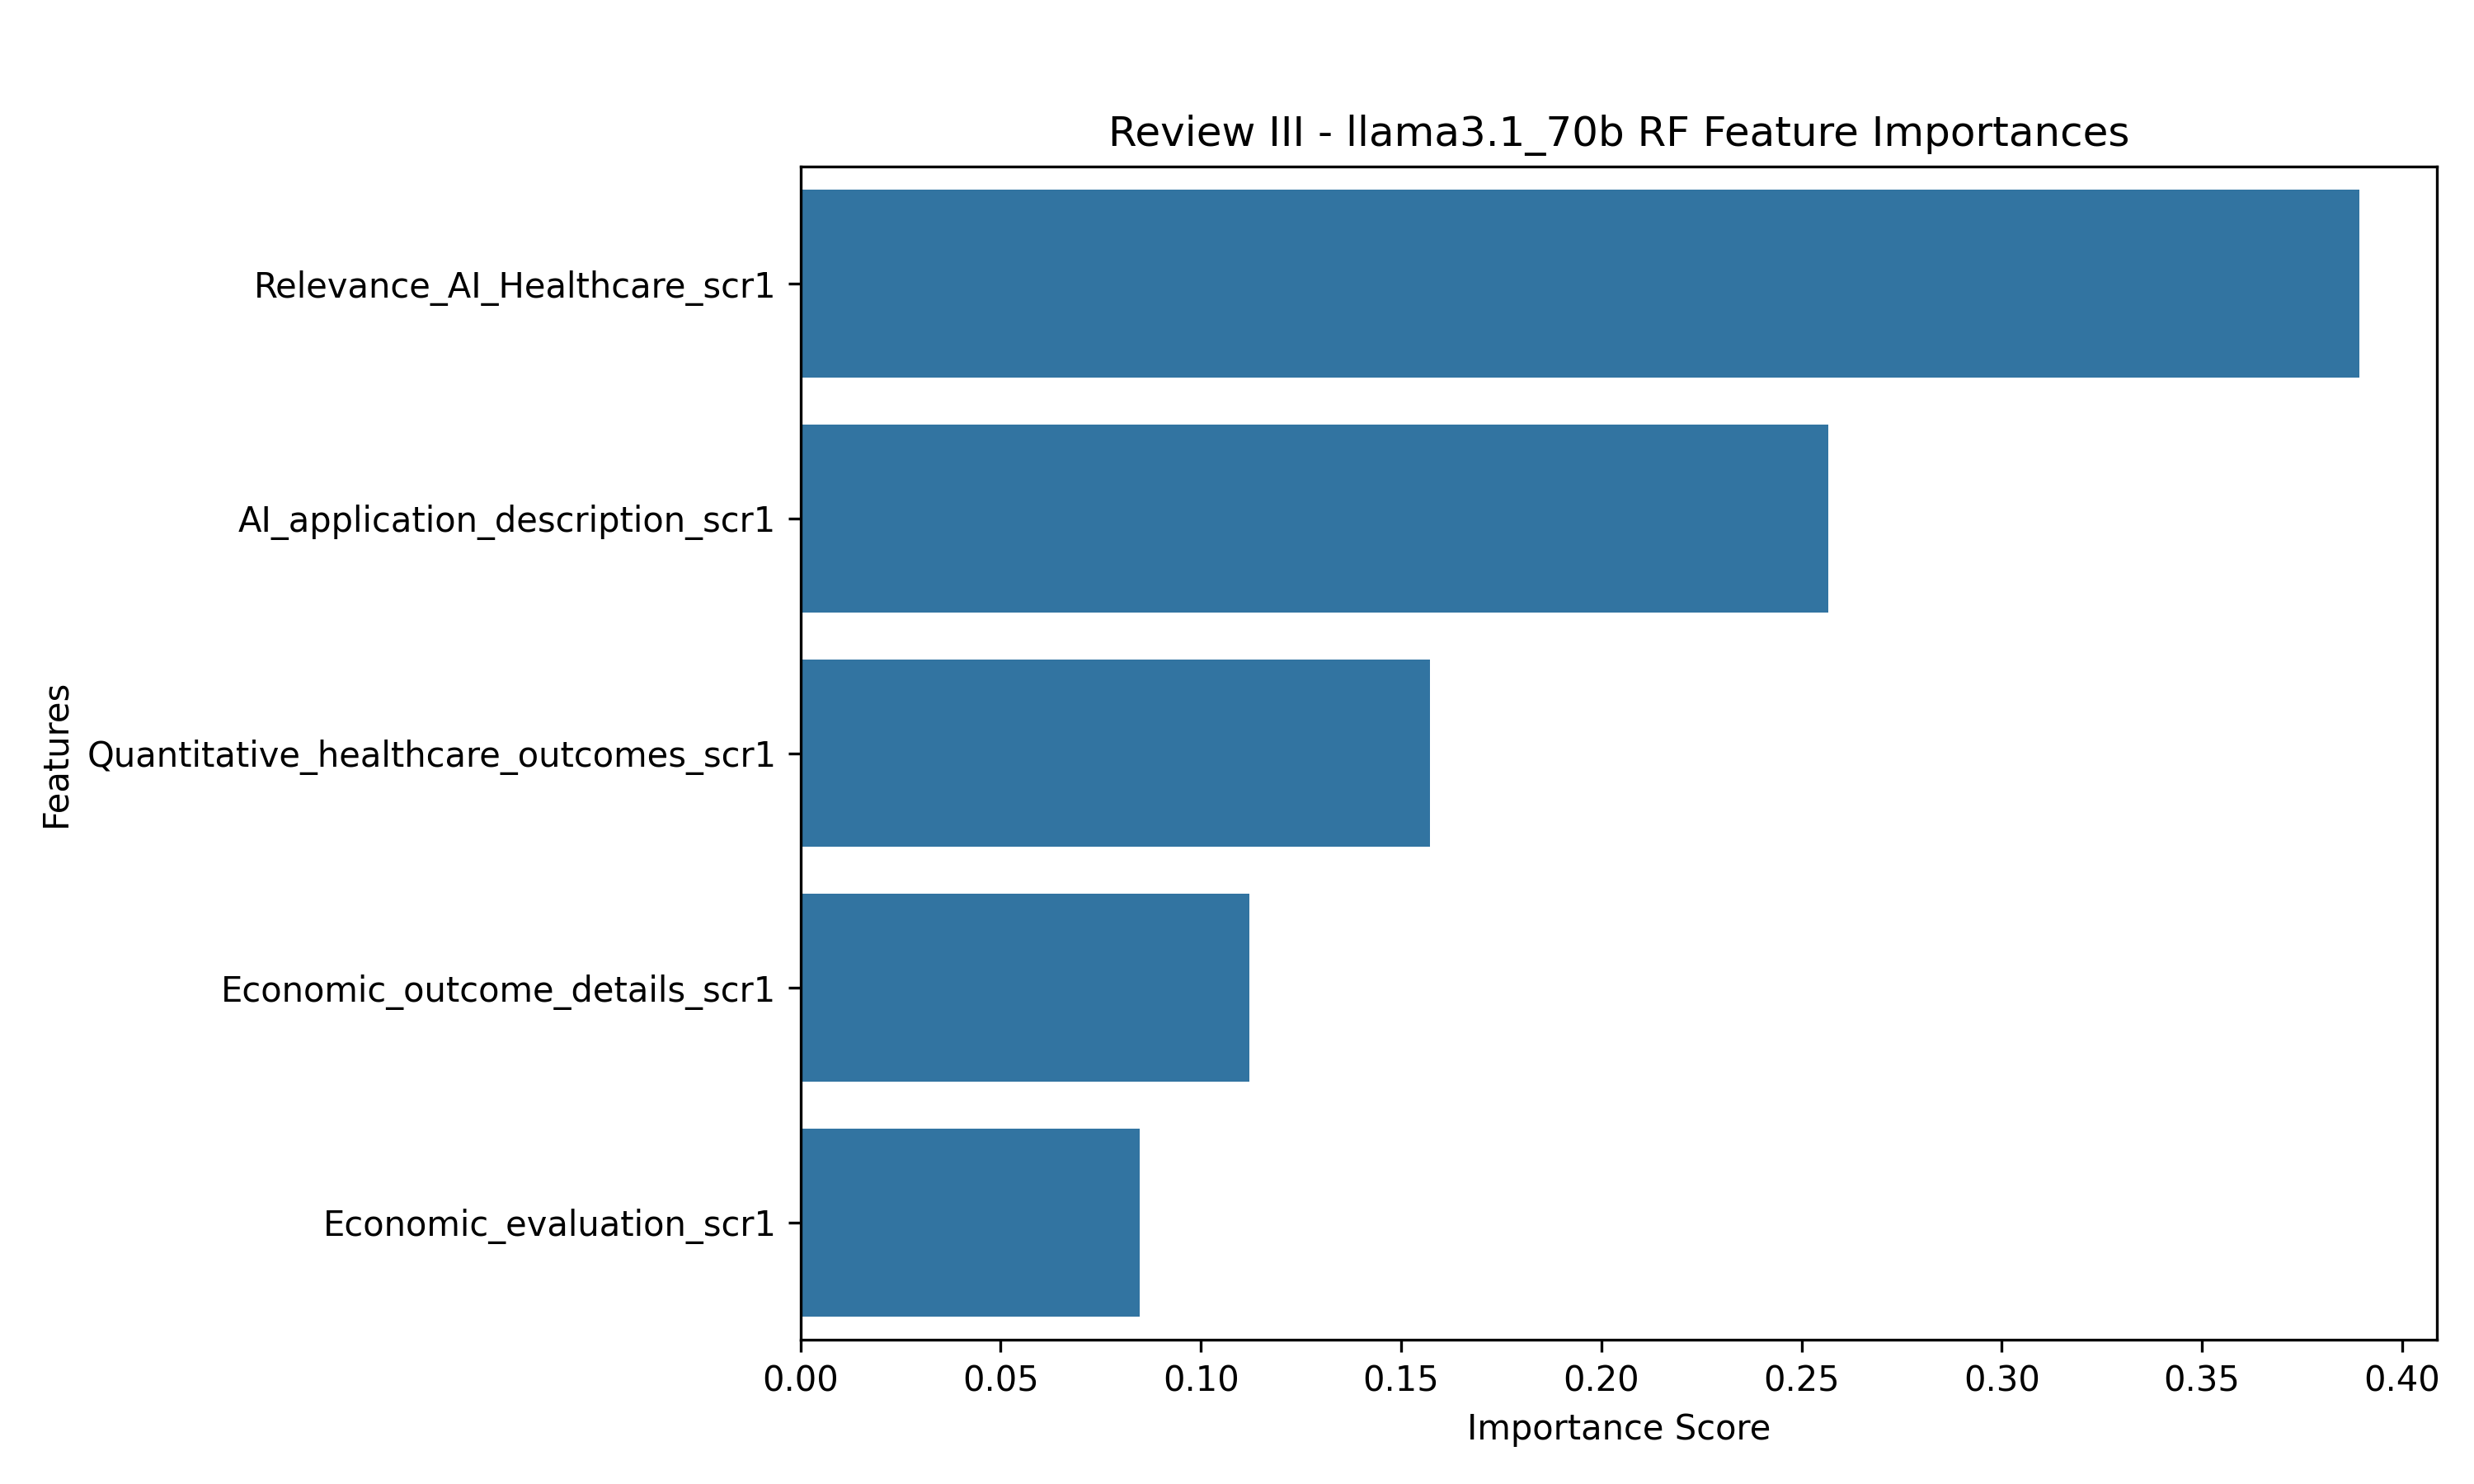 Review III - llama3.1_70b RF Feature Importances
Features
Relevance_AI_Healthcare_scr1
AI_application_description_scr1
Quantitative_healthcare_outcomes_scr1
Economic_outcome_details_scr1
Economic_evaluation_scr1
0.00 0.05 0.10 0.15 0.20 0.25 0.30 0.35 0.40
Importance Score